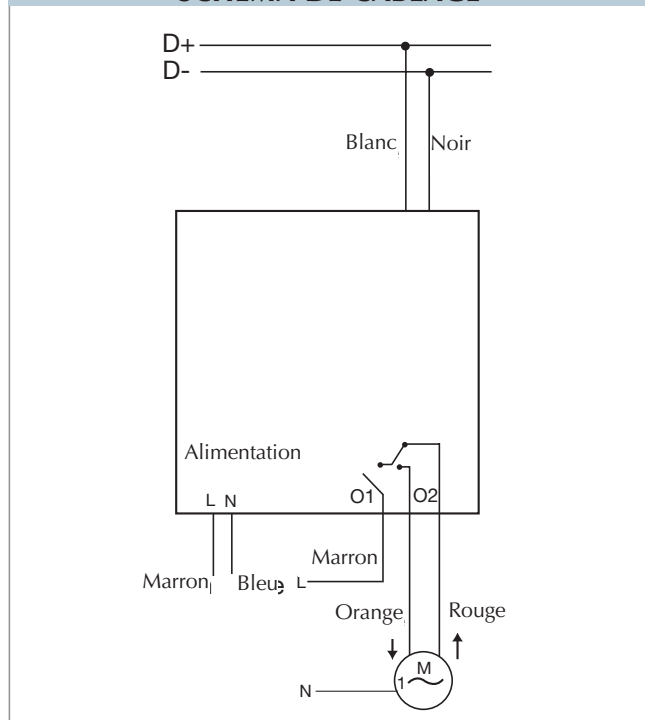 D+
D-
Blanc Noir
Alimentation
L N
O1 O2
Marron
Marron Bleu L
Orange Rouge
M
1
N